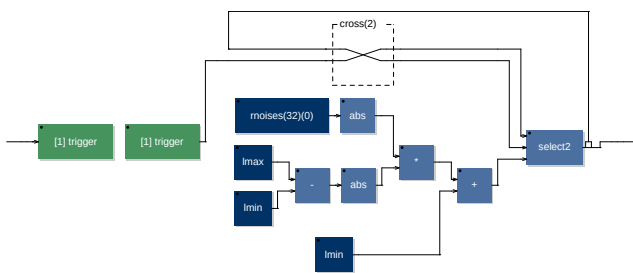 cross(2)
rnoises(32)(0)
abs
[1] trigger
[1] trigger
select2
lmax
*
-
abs
+
lmin
lmin